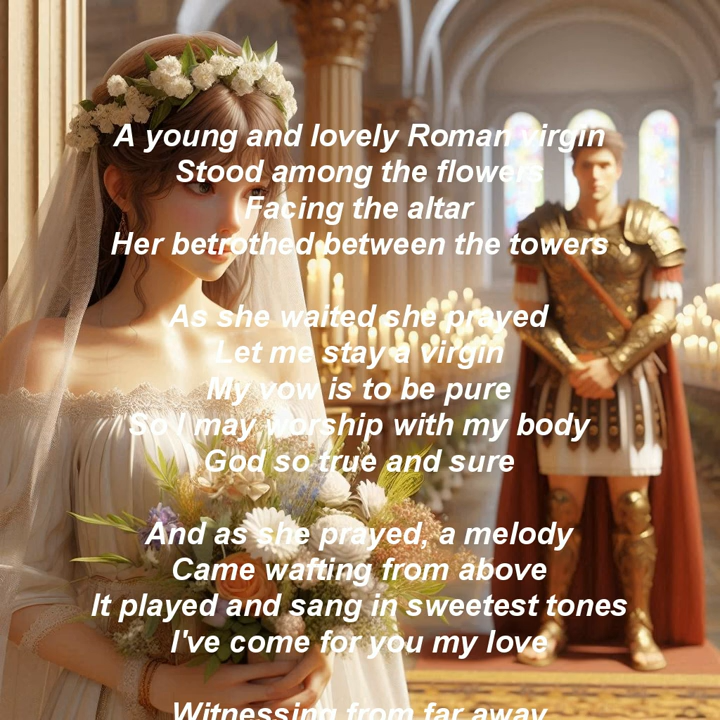 A young and lovely Roman virgin
Stood among the flowers
Facing the altar
Her betrothed between the towers
As she waited she prayed
Let me stay a virgin
My vow is to be pure
So I may worship with my body
God so true and sure
And as she prayed, a melody
Came wafting from above
It played and sang in sweetest tones
I've come for you my love
Witnessing from far away